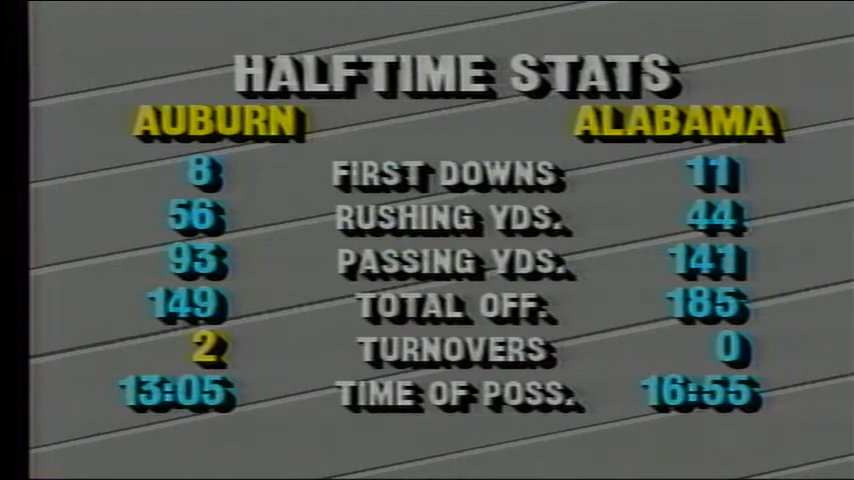 HALFTIME STATS
AUBURN ALABAMA
8 FIRST DOWNS 11
56 RUSHING YDS. 44
93 PASSING YDS. 141
149 TOTAL OFF. 185
2 TURNOVERS 0
13:05 TIME OF POSS. 16:55